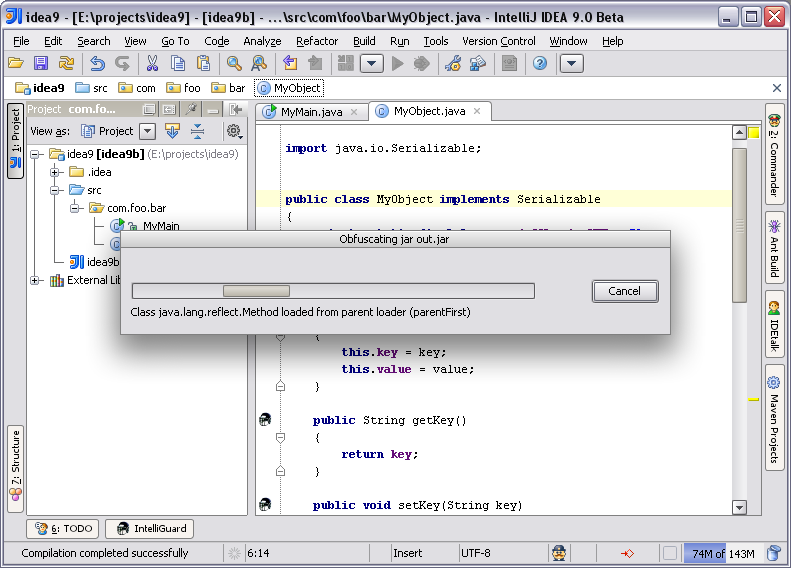 idea9 - [E:\projects\idea9] - [idea9b] - ...\src\com\foo\bar\MyObject.java - IntelliJ IDEA 9.0 Beta
File Edit Search View Go To Code Analyze Refactor Build Run Tools Version Control Window Help
idea9 src com foo bar MyObject
Project com.fo...
MyMain.java MyObject.java
View as: Project
1: Project
idea9 [idea9b] (E:\projects\idea9)
.idea
src
com.foo.bar
MyMain
idea9b
External Lib
7: Structure
import java.io.Serializable;
public class MyObject implements Serializable
{
Obfuscating jar out.jar
Cancel
Class java.lang.reflect.Method loaded from parent loader (parentFirst)
{
this.key = key;
this.value = value;
}
public String getKey()
{
return key;
}
public void setKey(String key)
2: Commander
Ant Build
IDEtalk
Maven Projects
6: TODO IntelliGuard
Compilation completed successfully 6:14 Insert UTF-8 74M of 143M